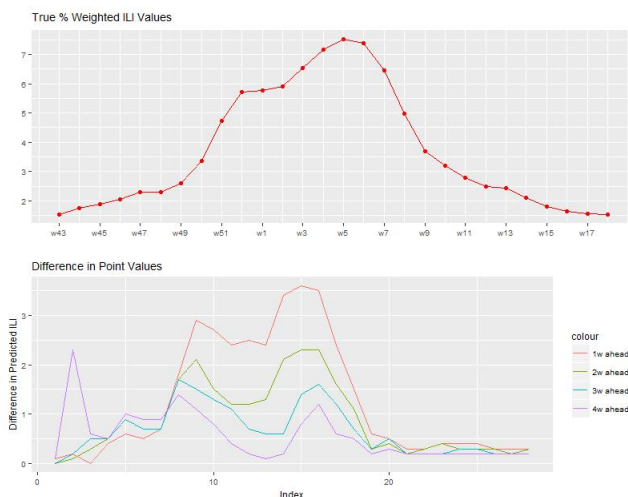 True % Weighted ILI Values
7
6
5
4
3
2
w43 w45 w47 w49 w51 w1 w3 w5 w7 w9 w11 w13 w15 w17
Difference in Point Values
Difference in Predicted ILI
3
2
1
0
0 10 20
Index
colour
1w ahead
2w ahead
3w ahead
4w ahead